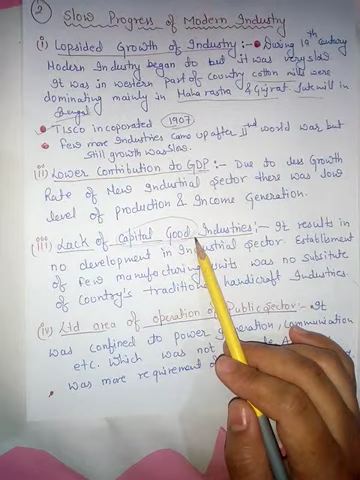 2
Slow Progress of Modern Industry
(i) Lopsided Growth of Industry :- During 19th century
Modern Industry began to but it was very slow
It was in western part of country cotton mills were
dominating mainly in Maharastra & Gujrat. Jute mill in
Bengal
TISCO incoporated 1907
Few more Industries came up after IInd world war but
still growth was slow.
ii) Lower Contribution to GDP :- Due to less Growth
Rate of New Industrial sector there was low
level of production & Income Generation.
(iii) Lack of Capital Good Industries :- It results in
no development in Industrial sector. Establisment
of few manufacturing units was no subsitute
of Country's traditional handicraft Industries.
(iv) Ltd area of operation of Public Sector :- It
was confined to power generation, Communication
etc. which was not
was more requirement of